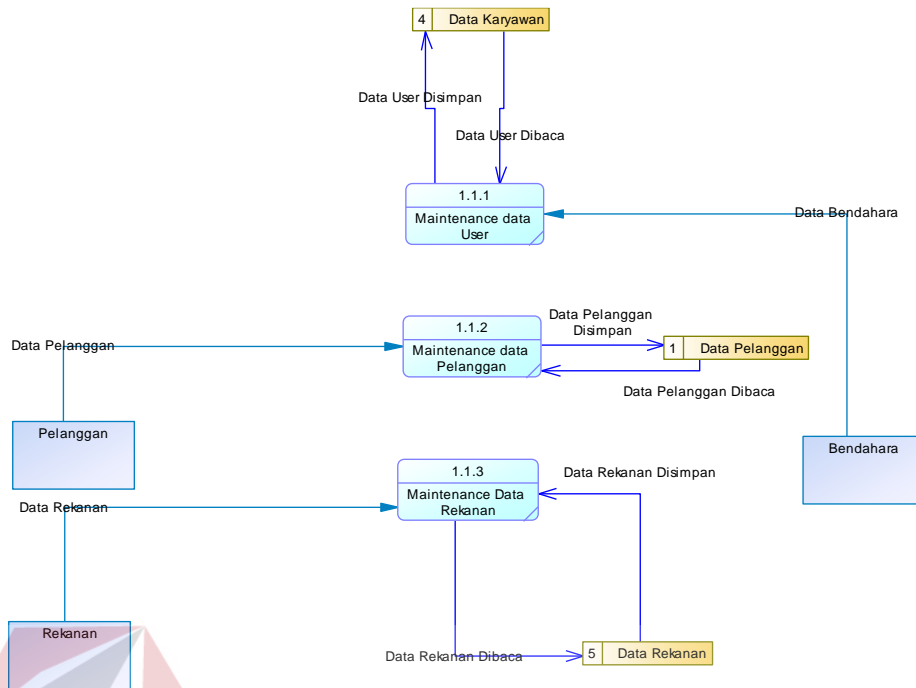 4 Data Karyawan
Data User Disimpan
Data User Dibaca
1.1.1
Maintenance data
User
Data Bendahara
1.1.2
Maintenance data
Pelanggan
Data Pelanggan
Disimpan
1 Data Pelanggan
Data Pelanggan
Data Pelanggan Dibaca
Pelanggan
Bendahara
1.1.3
Maintenance Data
Rekanan
Data Rekanan Disimpan
Data Rekanan
Rekanan
Data Rekanan Dibaca
5 Data Rekanan